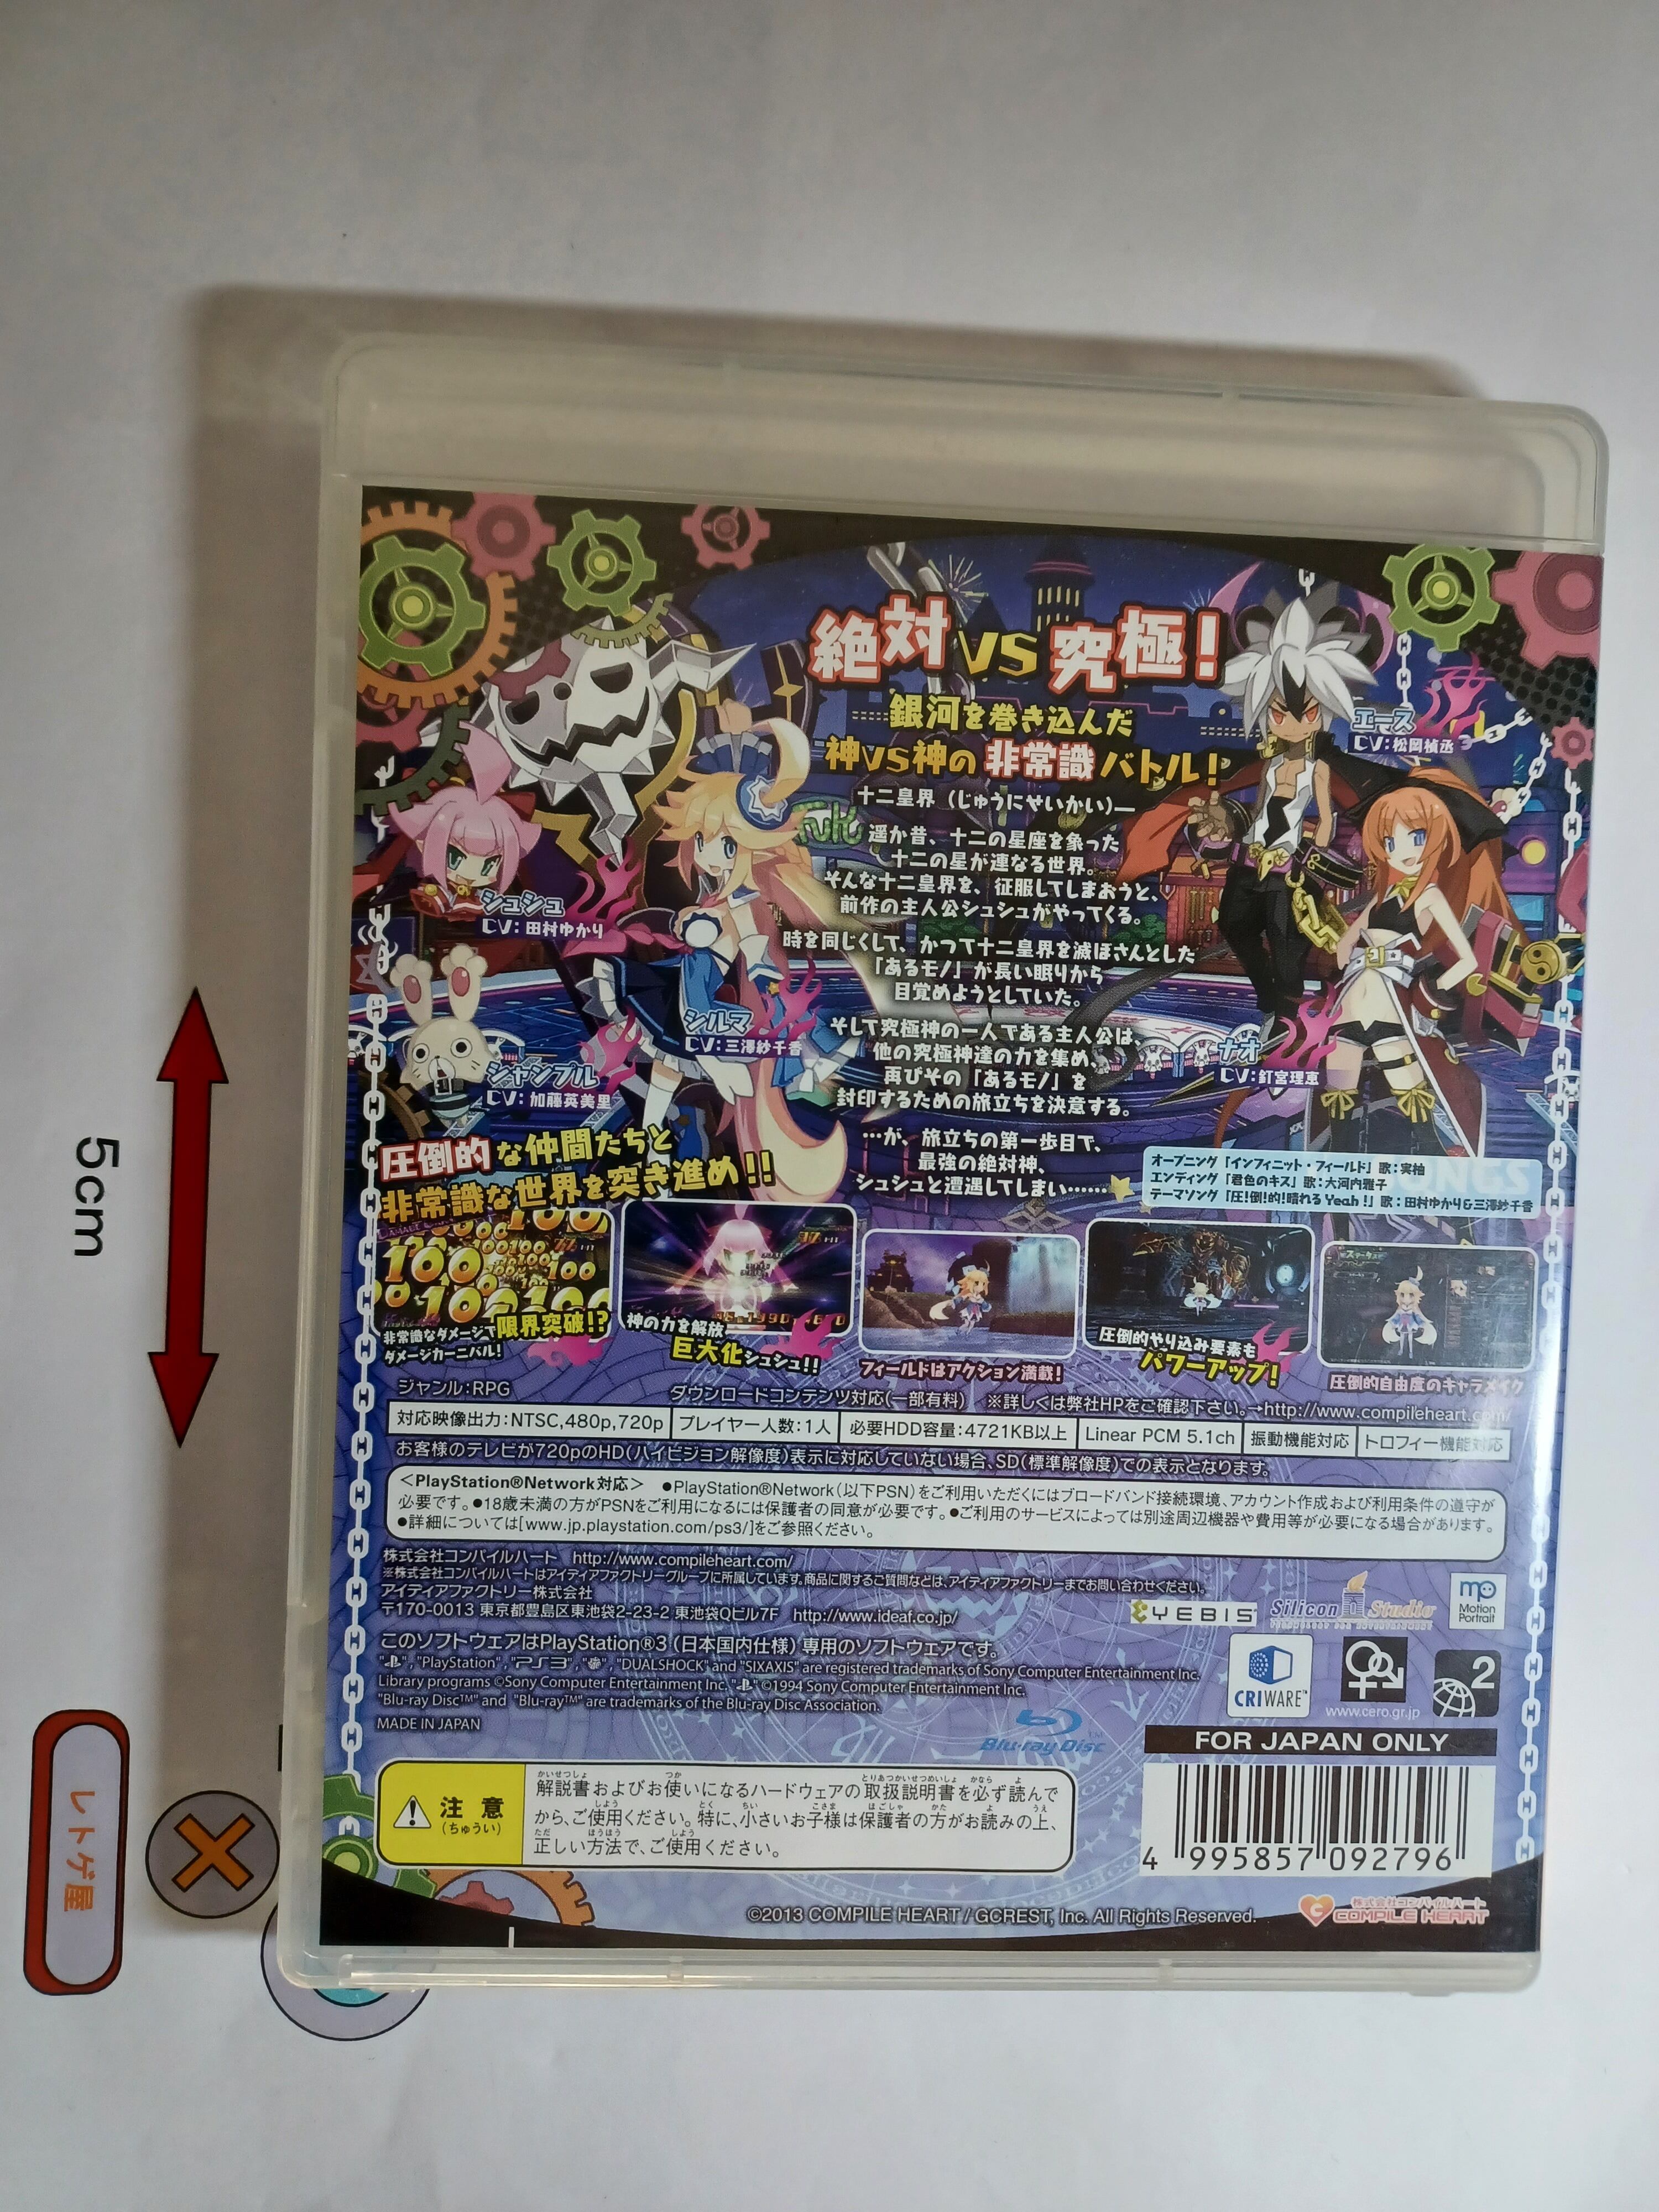 絶対VS究極!
銀河を巻き込んだ
神VS神の非常識バトル!
十二皇界(じゅうにせいかい)―
遥か昔、十二の星座を象った
十二の星が連なる世界。
そんな十二皇界を、征服してしまおうと、
前作の主人公シュシュがやってくる。
時を同じくして、かつて十二皇界を滅ぼさんとした
「あるモノ」が長い眠りから
目覚めようとしていた。
そして究極神の一人である主人公は、
他の究極神達の力を集め、
再びその「あるモノ」を
封印するための旅立ちを決意する。
…が、旅立ちの第一歩目で、
最強の絶対神、
シュシュと遭遇してしまい……
エース
CV:松岡禎丞
シュシュ
CV:田村ゆかり
シルマ
CV:三澤紗千香
ジャンブル
CV:加藤英美里
ナオ
CV:釘宮理恵
圧倒的な仲間たちと
非常識な世界を突き進め!!
オープニング「インフィニット・フィールド」歌:実柚
エンディング「君色のキス」歌:大河内雅子
テーマソング「圧!倒!的!晴れるYeah!」歌:田村ゆかり&三澤紗千香
非常識なダメージで限界突破!?
ダメージカーニバル!
神の力を解放
巨大化シュシュ!!
フィールドはアクション満載!
圧倒的やり込み要素も
パワーアップ!
圧倒的自由度のキャラメイク
ジャンル:RPG
ダウンロードコンテンツ対応(一部有料) ※詳しくは弊社HPをご確認下さい。→http://www.compileheart.com/
対応映像出力:NTSC,480p,720p
プレイヤー人数:1人
必要HDD容量:4721KB以上
Linear PCM 5.1ch
振動機能対応
トロフィー機能対応
お客様のテレビが720pのHD(ハイビジョン解像度)表示に対応していない場合、SD(標準解像度)での表示となります。
<PlayStation®Network対応> ●PlayStation®Network(以下PSN)をご利用いただくにはブロードバンド接続環境、アカウント作成および利用条件の遵守が
必要です。●18歳未満の方がPSNをご利用になるには保護者の同意が必要です。●ご利用のサービスによっては別途周辺機器や費用等が必要になる場合があります。
●詳細については[www.jp.playstation.com/ps3/]をご参照ください。
株式会社コンパイルハート http://www.compileheart.com/
※株式会社コンパイルハートはアイディアファクトリーグループに所属しています。商品に関するご質問などは、アイディアファクトリーまでお問い合わせください。
アイディアファクトリー株式会社
〒170-0013 東京都豊島区東池袋2-23-2 東池袋Qビル7F http://www.ideaf.co.jp/
YEBIS
Silicon Studio
mp
Motion
Portrait
このソフトウェアはPlayStation®3(日本国内仕様)専用のソフトウェアです。
"PlayStation", "PS3", "DUALSHOCK" and "SIXAXIS" are registered trademarks of Sony Computer Entertainment Inc.
Library programs ©Sony Computer Entertainment Inc. ©1994 Sony Computer Entertainment Inc.
"Blu-ray Disc™" and "Blu-ray™" are trademarks of the Blu-ray Disc Association.
MADE IN JAPAN
Blu-ray Disc
CRIWARE™
www.cero.gr.jp
2
FOR JAPAN ONLY
注意
(ちゅうい)
解説書およびお使いになるハードウェアの取扱説明書を必ず読んで
から、ご使用ください。特に、小さいお子様は保護者の方がお読みの上、
正しい方法で、ご使用ください。
4 995857 092796
©2013 COMPILE HEART / GCREST, Inc. All Rights Reserved.
株式会社コンパイルハート
COMPILE HEART
5cm
レトゲ屋